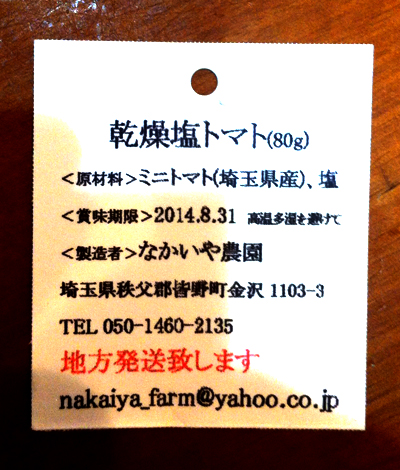 乾燥塩トマト(80g)
＜原材料＞ミニトマト(埼玉県産)、塩
＜賞味期限＞2014.8.31 高温多湿を避けて
＜製造者＞なかいや農園
埼玉県秩父郡皆野町金沢 1103-3
TEL 050-1460-2135
地方発送致します
nakaiya_farm@yahoo.co.jp